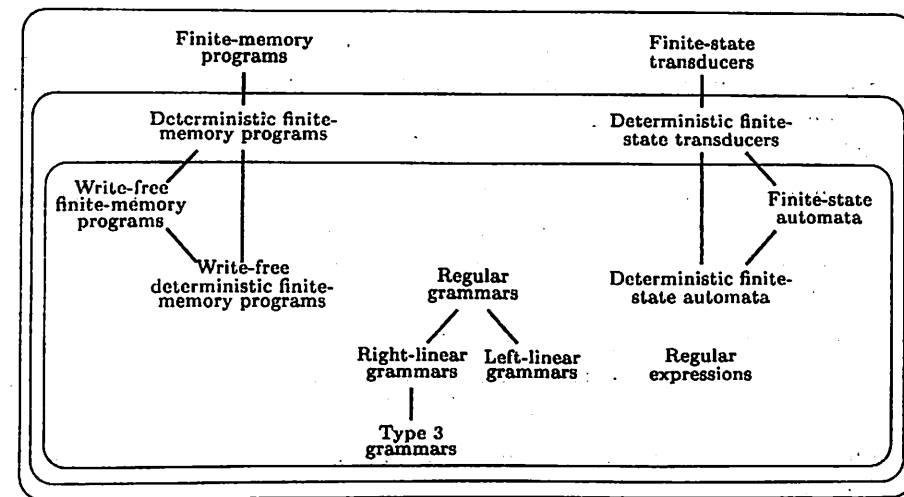 Finite-memory
programs
Finite-state
transducers
Deterministic finite-
memory programs
Deterministic finite-
state transducers
Write-free
finite-memory
programs
Finite-state
automata
Write-free
deterministic finite-
memory programs
Deterministic finite-
state automata
Regular
grammars
Right-linear
grammars
Left-linear
grammars
Regular
expressions
Type 3
grammars